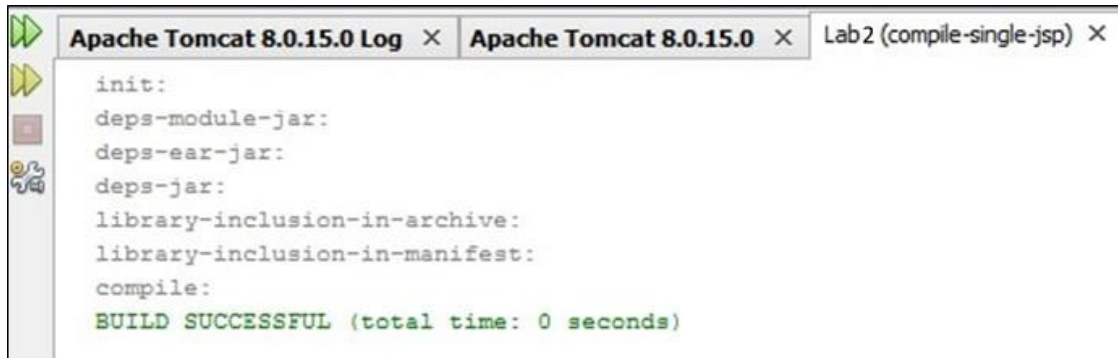 Apache Tomcat 8.0.15.0 Log × Apache Tomcat 8.0.15.0 × Lab2 (compile-single-jsp) ×
init:
deps-module-jar:
deps-ear-jar:
deps-jar:
library-inclusion-in-archive:
library-inclusion-in-manifest:
compile:
BUILD SUCCESSFUL (total time: 0 seconds)